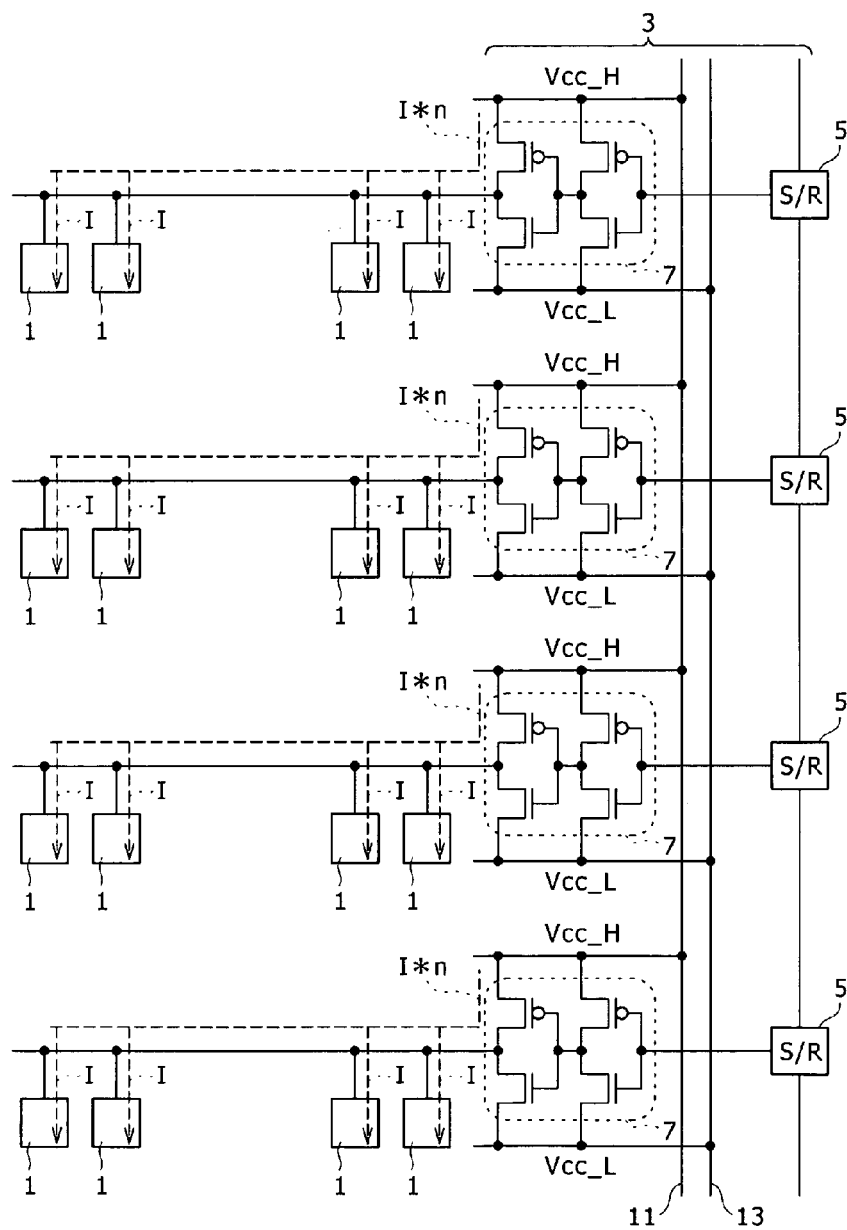 3
Vcc_H
I*n
5
S/R
I I I I
1 1 1 1
7
Vcc_L
Vcc_H
I*n
5
S/R
I I I I
1 1 1 1
7
Vcc_L
Vcc_H
I*n
5
S/R
I I I I
1 1 1 1
7
Vcc_L
Vcc_H
I*n
5
S/R
I I I I
1 1 1 1
7
Vcc_L
11 13